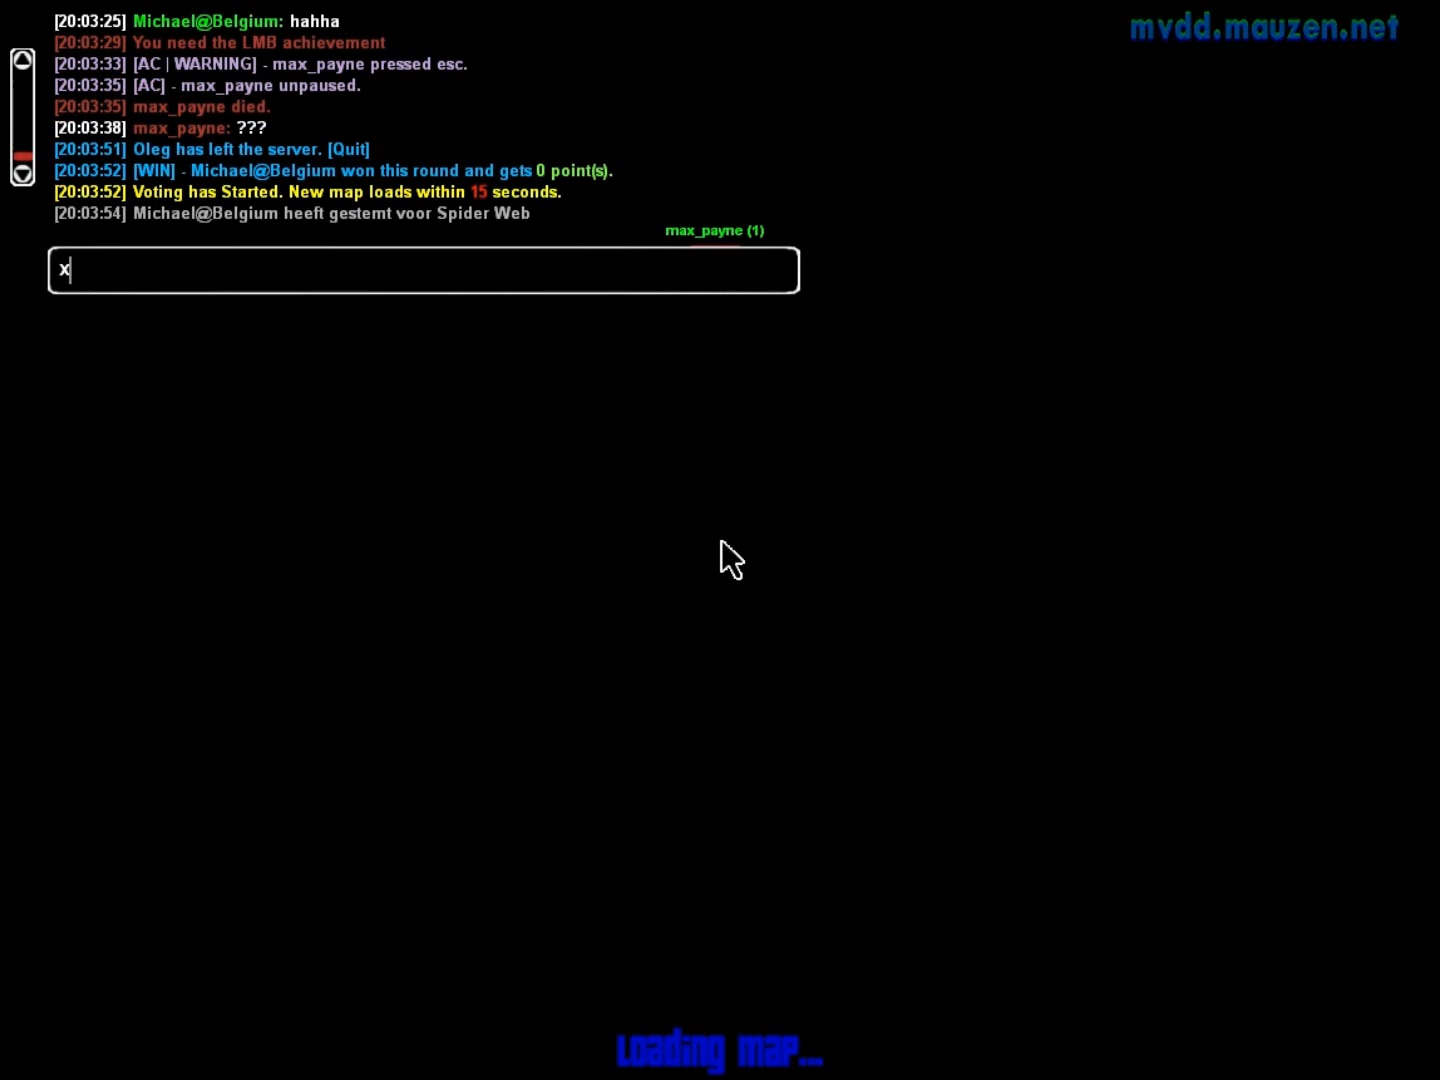 mvdd.mauzen.net
[20:03:25] Michael@Belgium: hahha
[20:03:29] You need the LMB achievement
[20:03:33] [AC | WARNING] - max_payne pressed esc.
[20:03:35] [AC] - max_payne unpaused.
[20:03:35] max_payne died.
[20:03:38] max_payne: ???
[20:03:51] Oleg has left the server. [Quit]
[20:03:52] [WIN] - Michael@Belgium won this round and gets 0 point(s).
[20:03:52] Voting has Started. New map loads within 15 seconds.
[20:03:54] Michael@Belgium heeft gestemt voor Spider Web
max_payne (1)
x
Loading map...